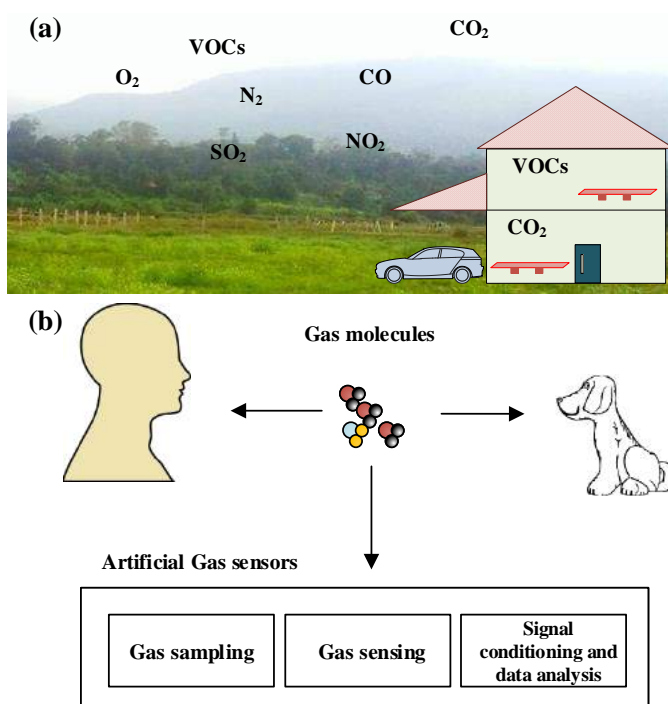 (a)
CO₂
VOCs
O₂
CO
N₂
NO₂
SO₂
VOCs
CO₂
(b)
Gas molecules
Artificial Gas sensors
Gas sampling
Gas sensing
Signal
conditioning and
data analysis